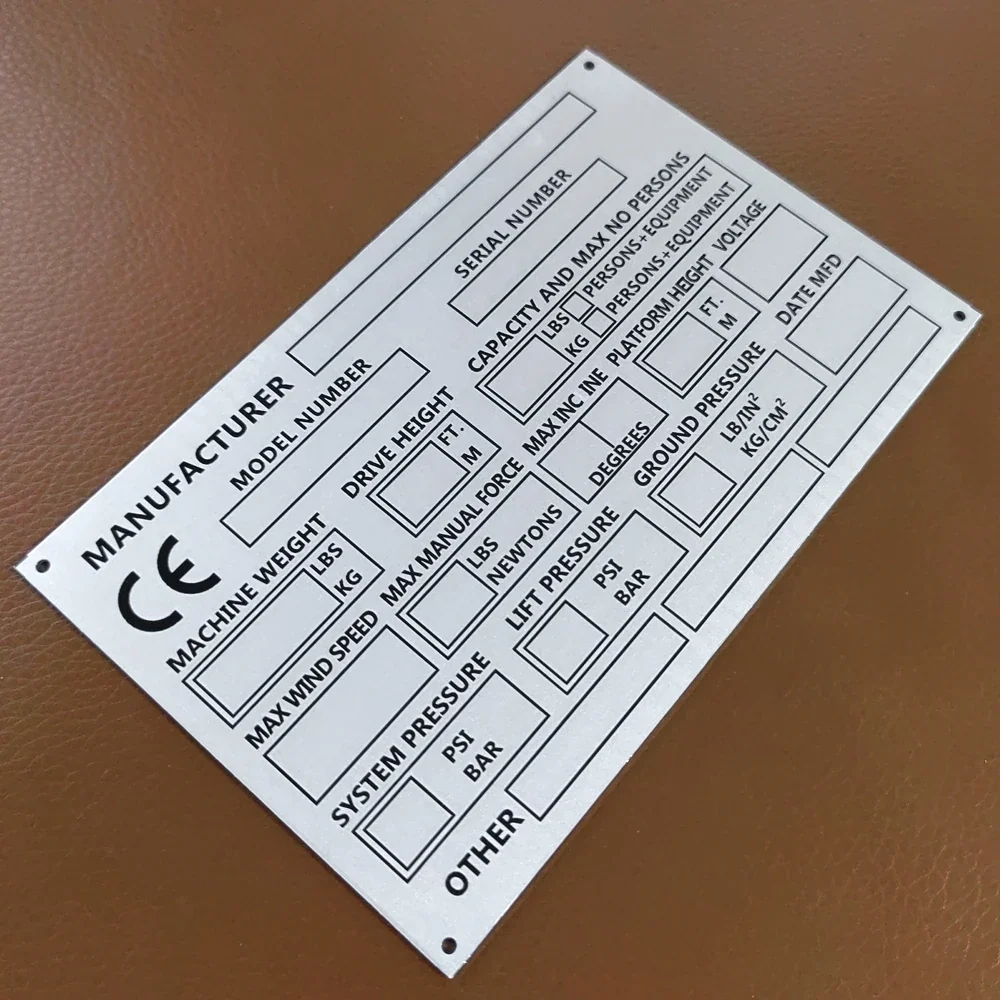 MANUFACTURER
CE
MODEL NUMBER
SERIAL NUMBER
MACHINE WEIGHT
LBS
KG
DRIVE HEIGHT
FT.
M
CAPACITY AND MAX NO PERSONS
LBS
PERSONS+EQUIPMENT
KG
PERSONS+EQUIPMENT
MAX WIND SPEED
MAX MANUAL FORCE
LBS
NEWTONS
MAX INC INE
DEGREES
PLATFORM HEIGHT
FT.
M
VOLTAGE
SYSTEM PRESSURE
PSI
BAR
LIFT PRESSURE
PSI
BAR
GROUND PRESSURE
LB/IN²
KG/CM²
DATE MFD
OTHER